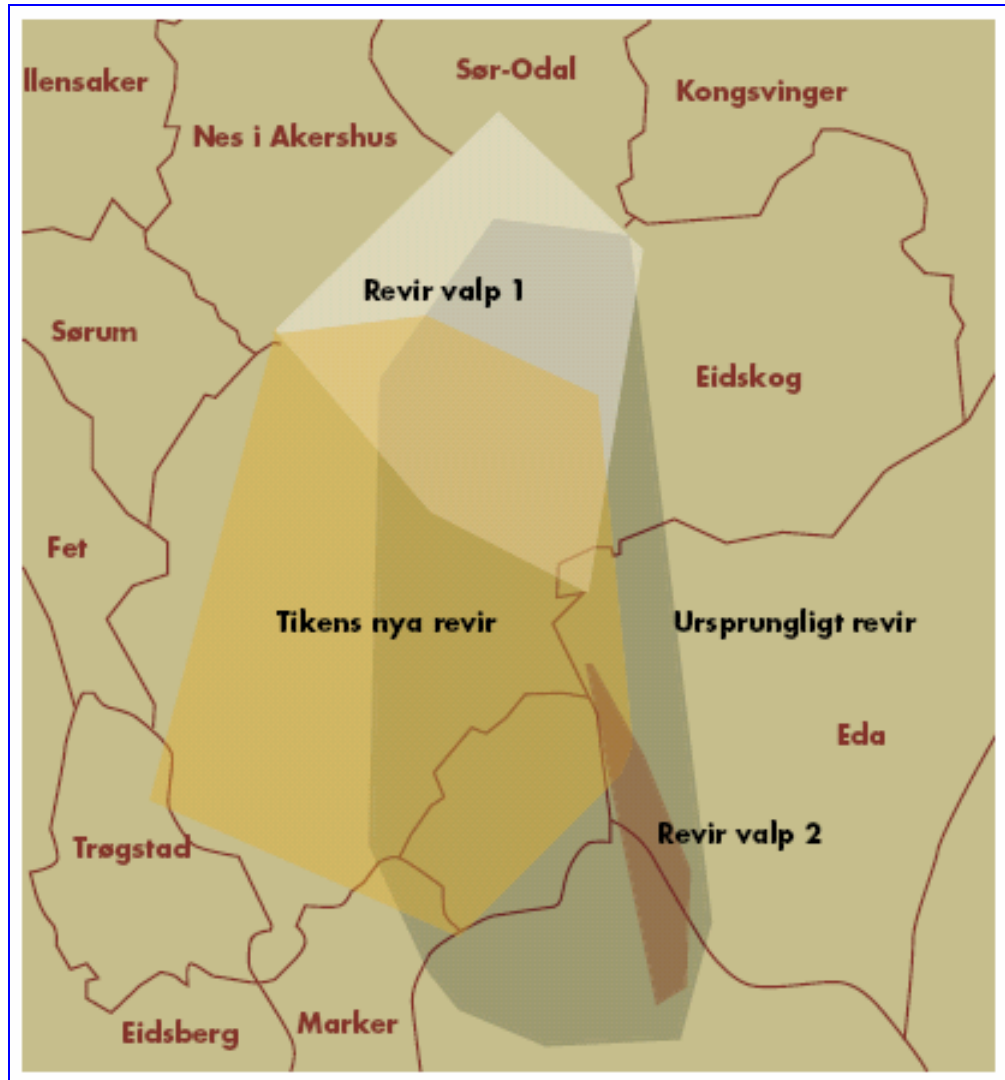 Sør-Odal
llensaker
Kongsvinger
Nes i Akershus
Revir valp 1
Sørum
Eidskog
Fet
Tikens nya revir
Ursprungligt revir
Eda
Revir valp 2
Trøgstad
Marker
Eidsberg